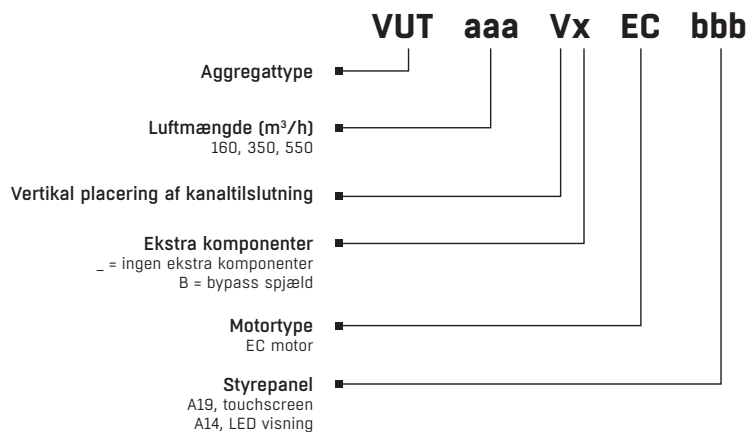 VUT aaa Vx EC bbb
Aggregattype
Luftmængde (m³/h)
160, 350, 550
Vertikal placering af kanaltilslutning
Ekstra komponenter
_ = ingen ekstra komponenter
B = bypass spjæld
Motortype
EC motor
Styrepanel
A19, touchscreen
A14, LED visning